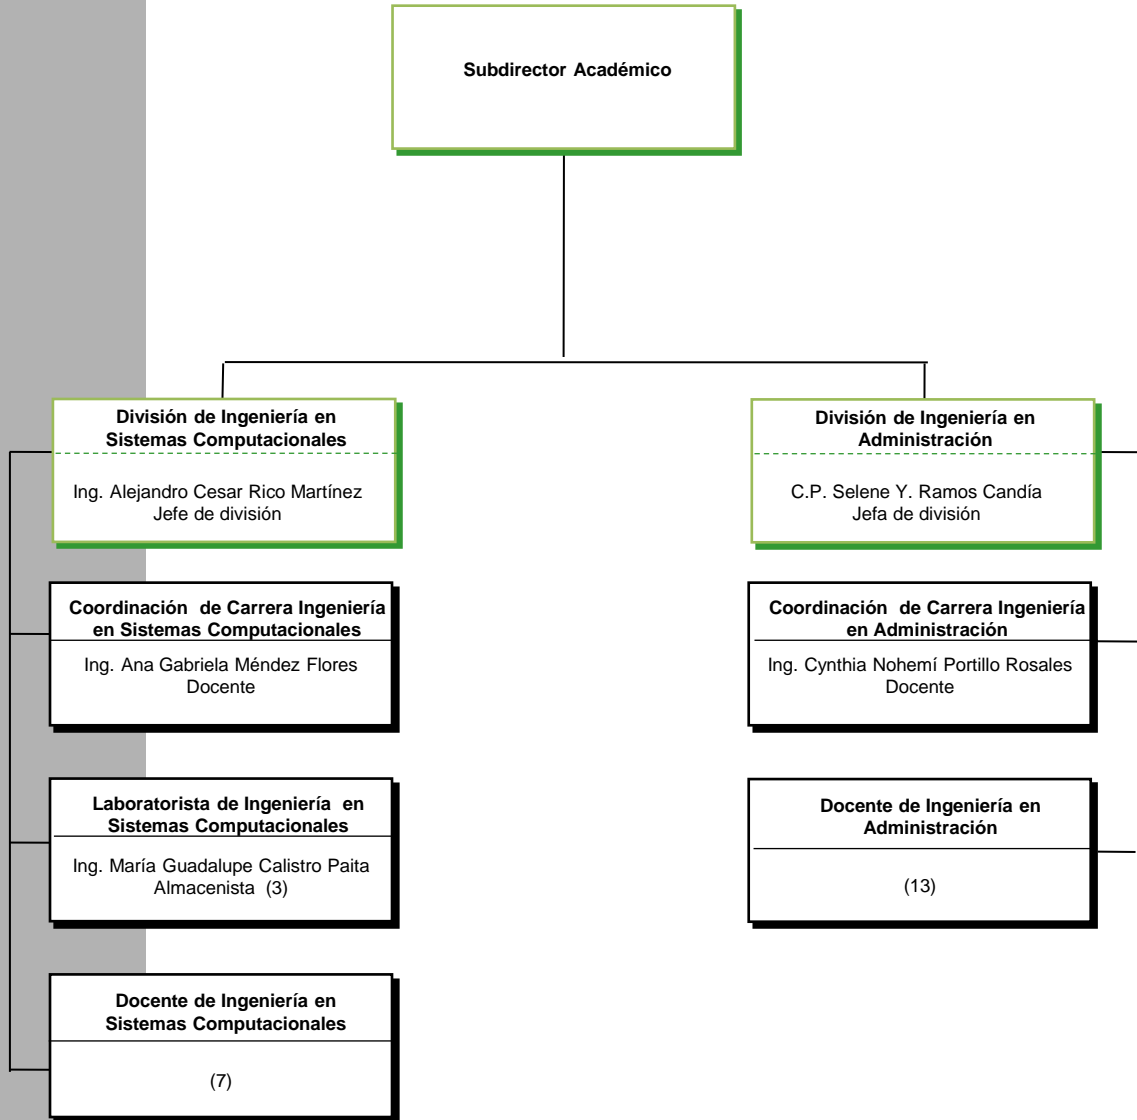 Subdirector Académico
División de Ingeniería en
Sistemas Computacionales
Ing. Alejandro Cesar Rico Martínez
Jefe de división
División de Ingeniería en
Administración
C.P. Selene Y. Ramos Candía
Jefa de división
Coordinación de Carrera Ingeniería
en Sistemas Computacionales
Ing. Ana Gabriela Méndez Flores
Docente
Coordinación de Carrera Ingeniería
en Administración
Ing. Cynthia Nohemí Portillo Rosales
Docente
Laboratorista de Ingeniería en
Sistemas Computacionales
Ing. María Guadalupe Calistro Paita
Almacenista (3)
Docente de Ingeniería en
Administración
(13)
Docente de Ingeniería en
Sistemas Computacionales
(7)